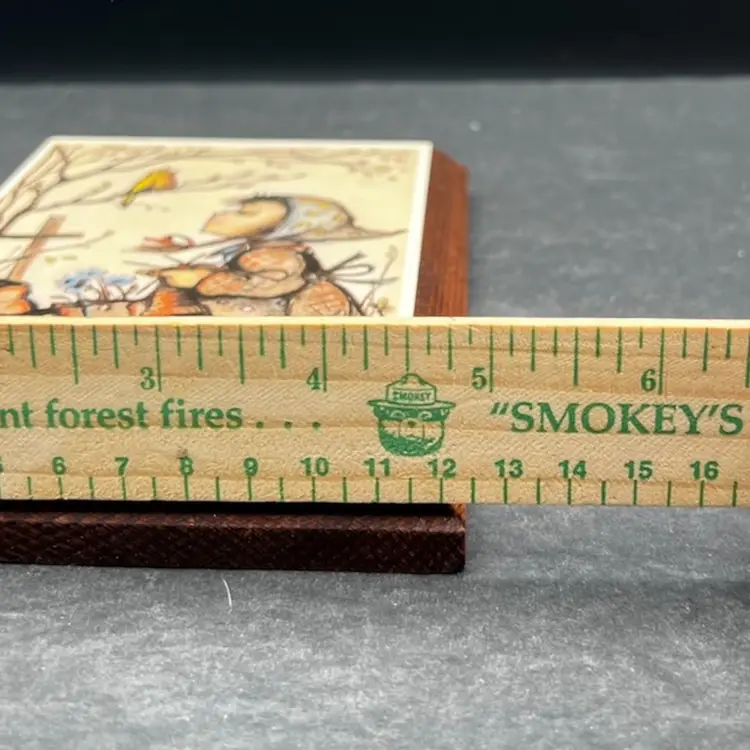 3 4 5 6
nt forest fires . . . SMOKEY "SMOKEY'S
6 7 8 9 10 11 12 13 14 15 16